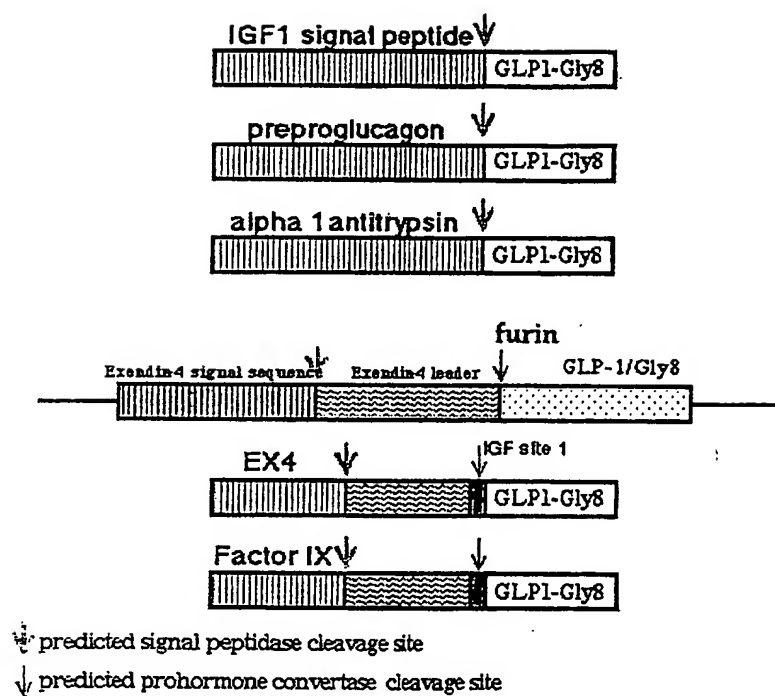 IGF1 signal peptide
GLP1-Gly8
preproglucagon
GLP1-Gly8
alpha 1 antitrypsin
GLP1-Gly8
furin
Exendin-4 signal sequence Exendin-4 leader GLP-1/Gly8
EX4 IGF site 1
GLP1-Gly8
Factor IX
GLP1-Gly8
predicted signal peptidase cleavage site
predicted prohormone convertase cleavage site